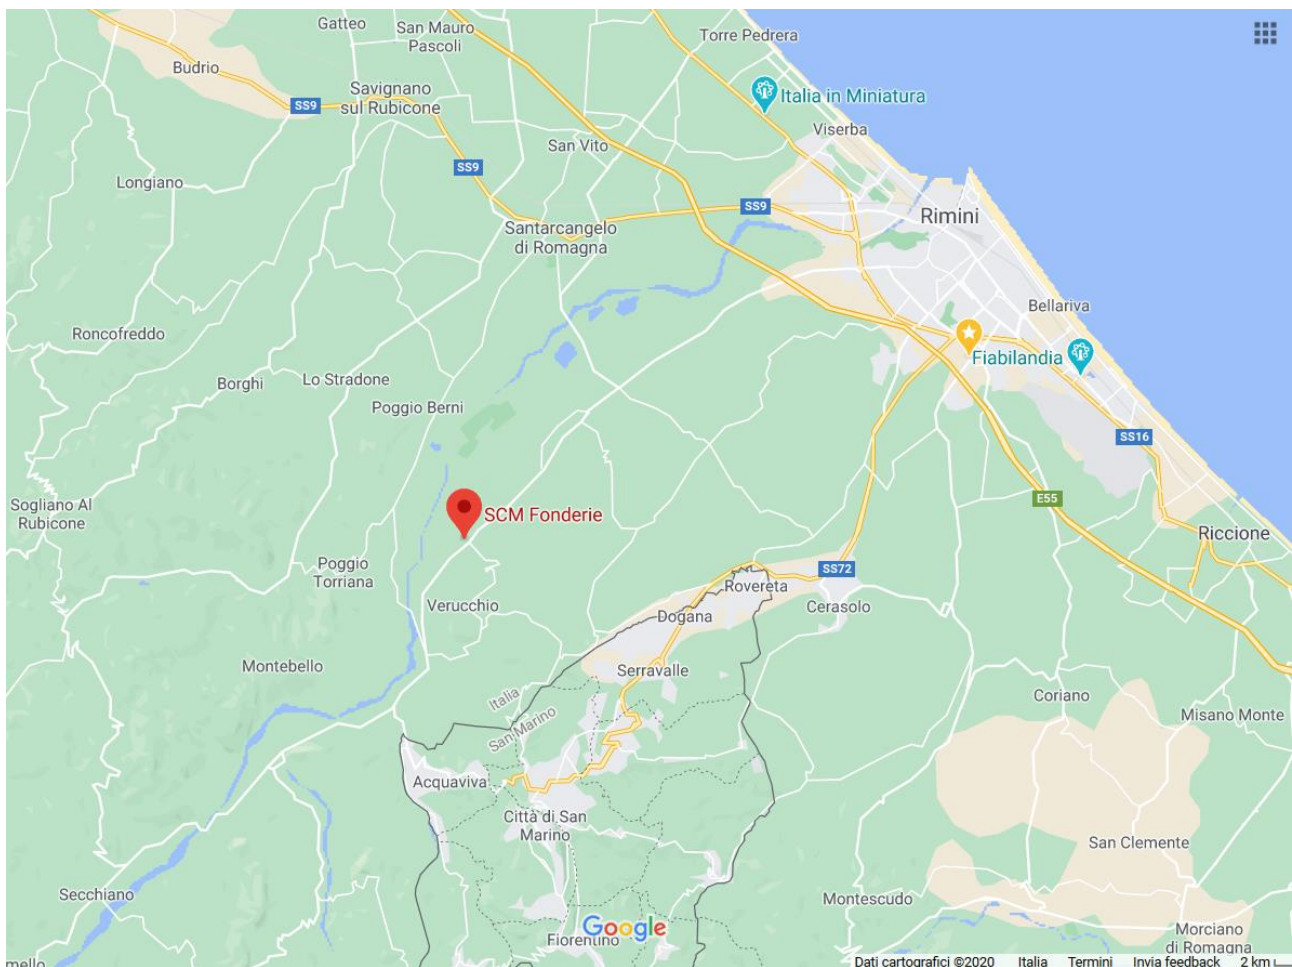 Gatteo
San Mauro
Pascoli
Torre Pedrera
Budrio
Savignano
sul Rubicone
SS9
Italia in Miniatura
Viserba
San Vito
SS9
Longiano
SS9
Rimini
Santarcangelo
di Romagna
Bellariva
Roncofreddo
Fiabilandia
Borghi
Lo Stradone
Poggio Berni
SS16
Sogliano Al
Rubicone
SCM Fonderie
E55
Riccione
Poggio
Torriana
SS72
Rovereta
Verucchio
Dogana
Cerasolo
Montebello
Serravalle
Italia
San Marino
Coriano
Misano Monte
Acquaviva
Città di San
Marino
San Clemente
Secchiano
Montescudo
Google
Fiorentino
Morciano
di Romagna
mello
Dati cartografici ©2020 Italia Termini Invia feedback 2 km